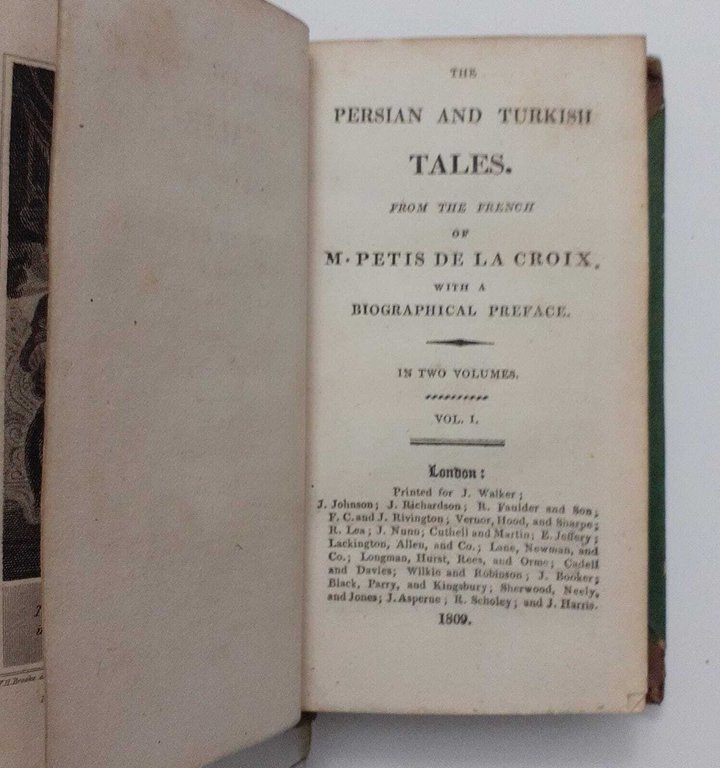 THE
PERSIAN AND TURKISH
TALES.
FROM THE FRENCH
OF
M. PETIS DE LA CROIX,
WITH A
BIOGRAPHICAL PREFACE.
IN TWO VOLUMES.
VOL. I.
London:
Printed for J. Walker;
J. Johnson; J. Richardson; R. Faulder and Son;
F. C. and J. Rivington; Vernor, Hood, and Sharpe;
R. Lea; J. Nunn; Cuthell and Martin; E. Jeffery;
Lackington, Allen, and Co.; Lane, Newman, and
Co.; Longman, Hurst, Rees, and Orme; Cadell
and Davies; Wilkie and Robinson; J. Booker;
Black, Parry, and Kingsbury; Sherwood, Neely,
and Jones; J. Asperne; R. Scholey; and J. Harris.
1809.